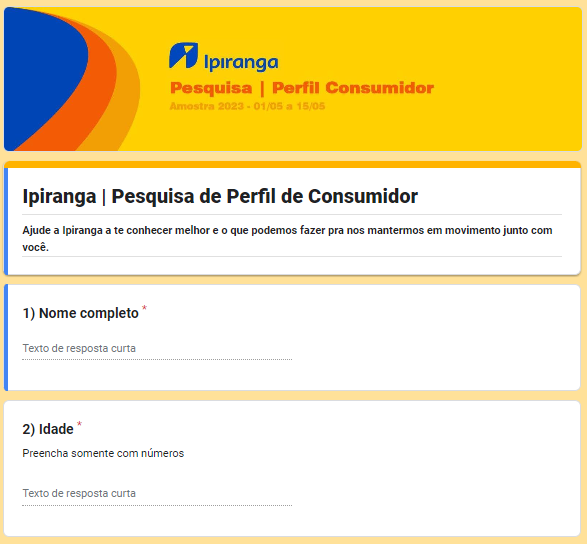 Ipiranga
Pesquisa | Perfil Consumidor
Amostra 2023 - 01/05 a 15/05
Ipiranga | Pesquisa de Perfil de Consumidor
Ajude a Ipiranga a te conhecer melhor e o que podemos fazer pra nos mantermos em movimento junto com
você.
1) Nome completo *
Texto de resposta curta
2) Idade *
Preencha somente com números
Texto de resposta curta